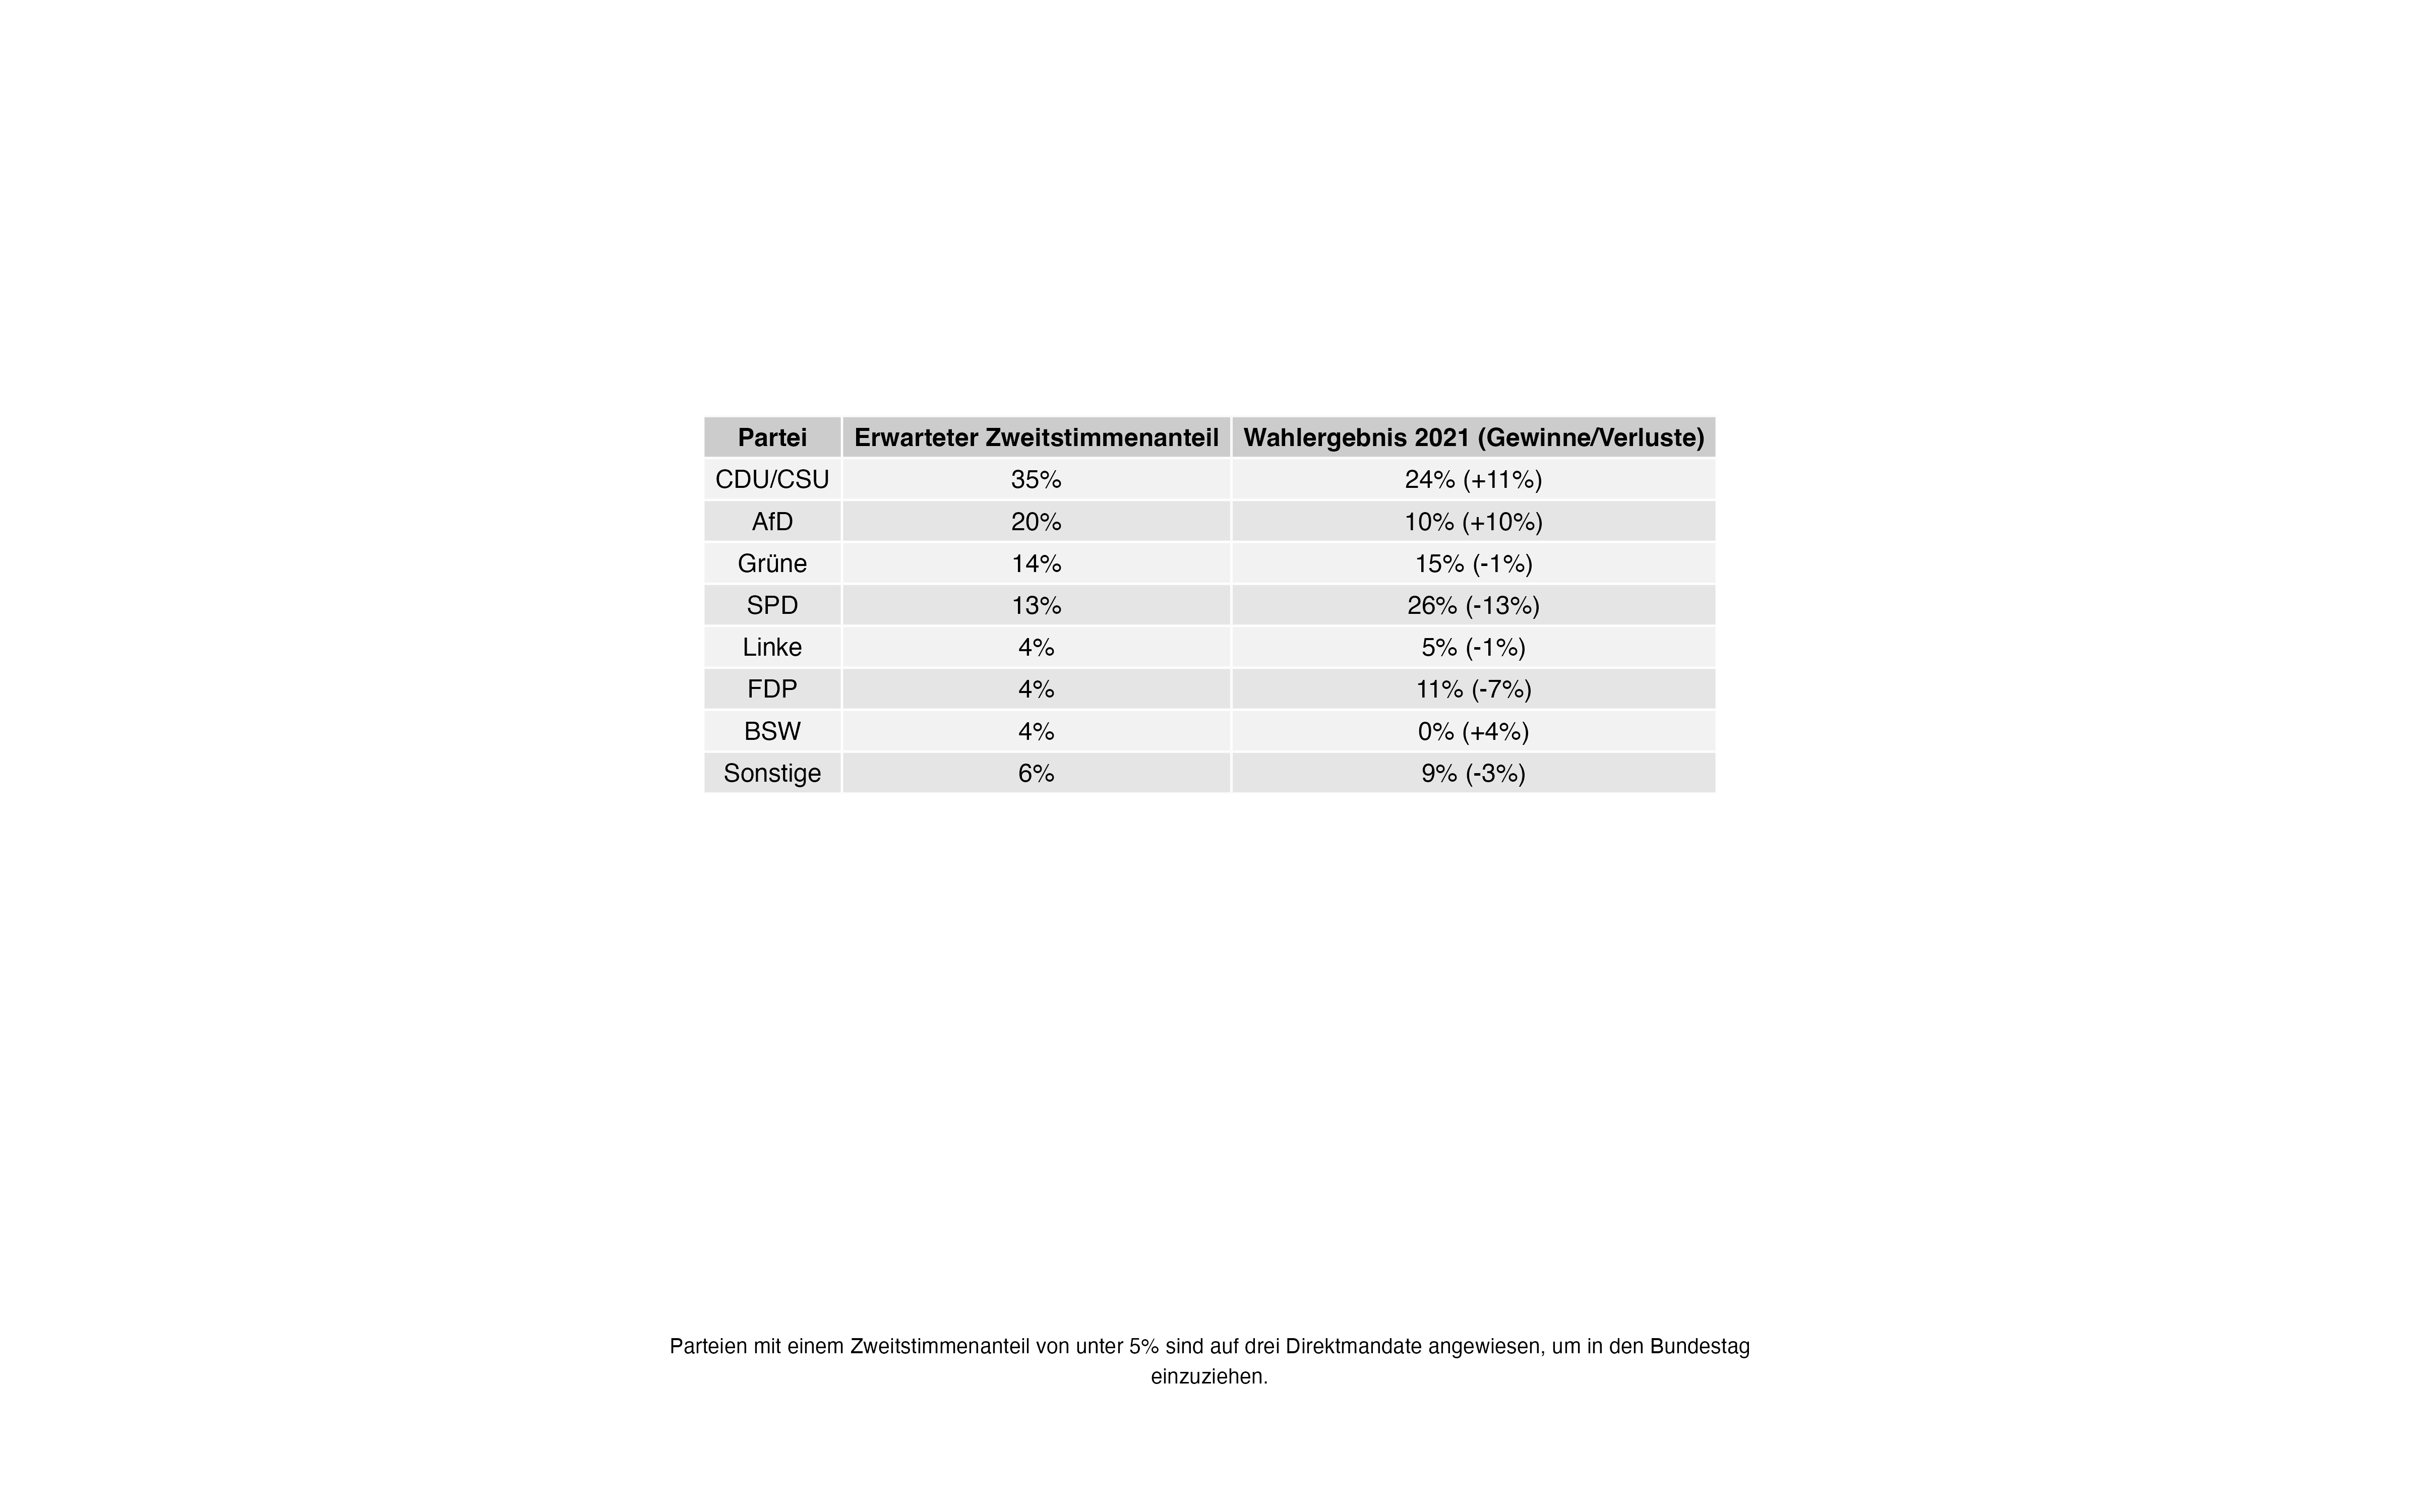 Partei Erwarteter Zweitstimmenanteil Wahlergebnis 2021 (Gewinne/Verluste)
CDU/CSU 35% 24% (+11%)
AfD 20% 10% (+10%)
Grüne 14% 15% (-1%)
SPD 13% 26% (-13%)
Linke 4% 5% (-1%)
FDP 4% 11% (-7%)
BSW 4% 0% (+4%)
Sonstige 6% 9% (-3%)
Parteien mit einem Zweitstimmenanteil von unter 5% sind auf drei Direktmandate angewiesen, um in den Bundestag
einzuziehen.